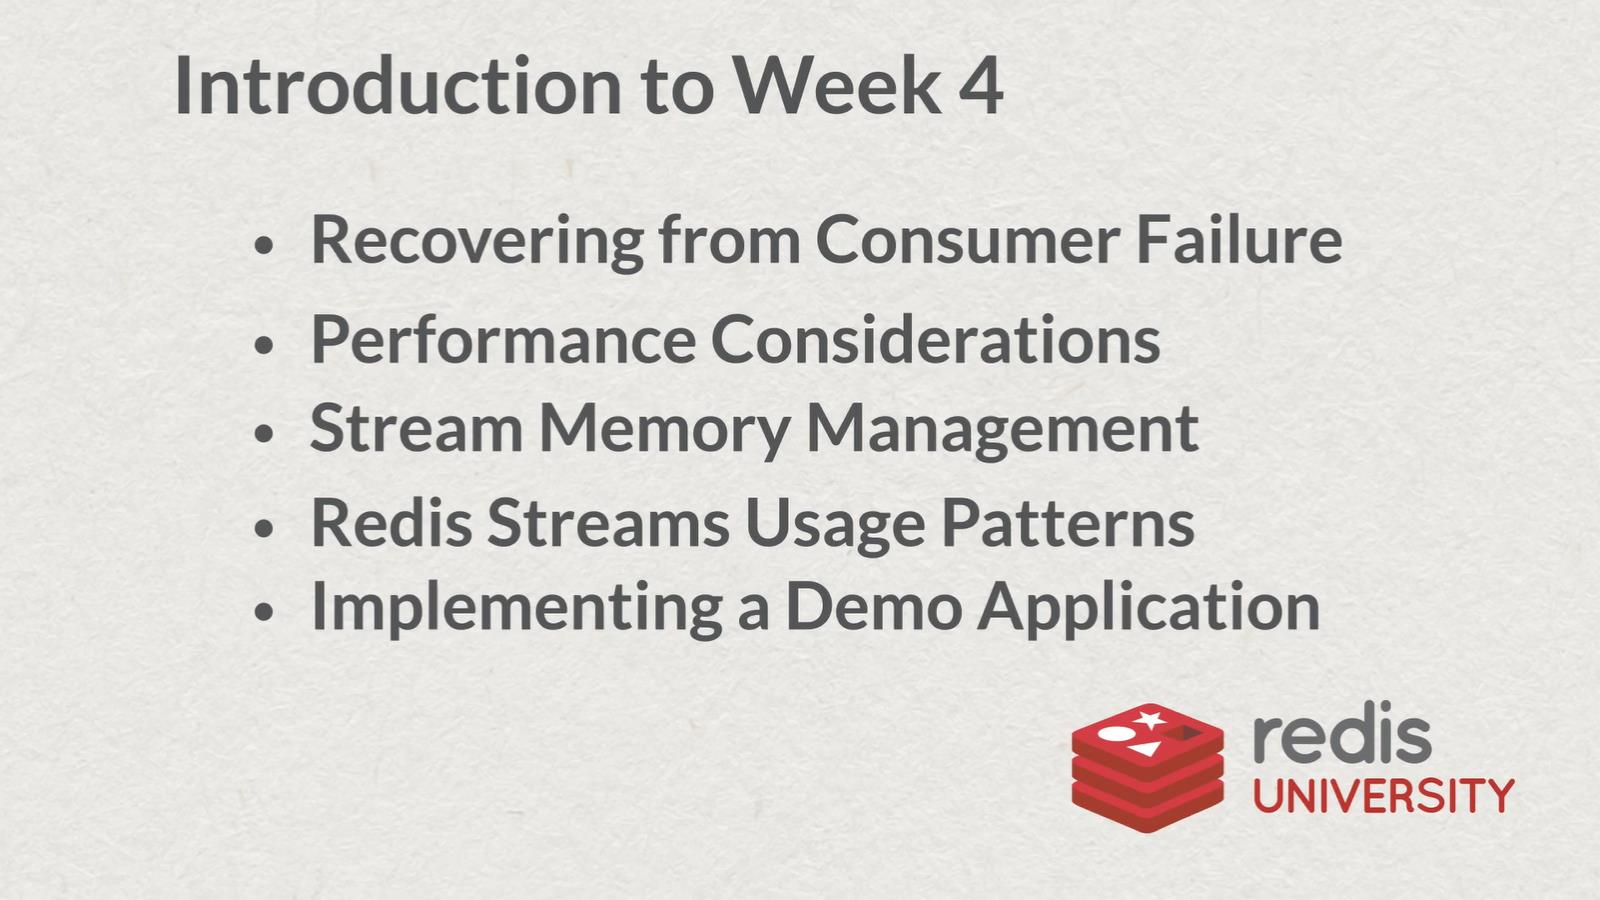 Introduction to Week 4
• Recovering from Consumer Failure
• Performance Considerations
• Stream Memory Management
• Redis Streams Usage Patterns
• Implementing a Demo Application
redis
UNIVERSITY